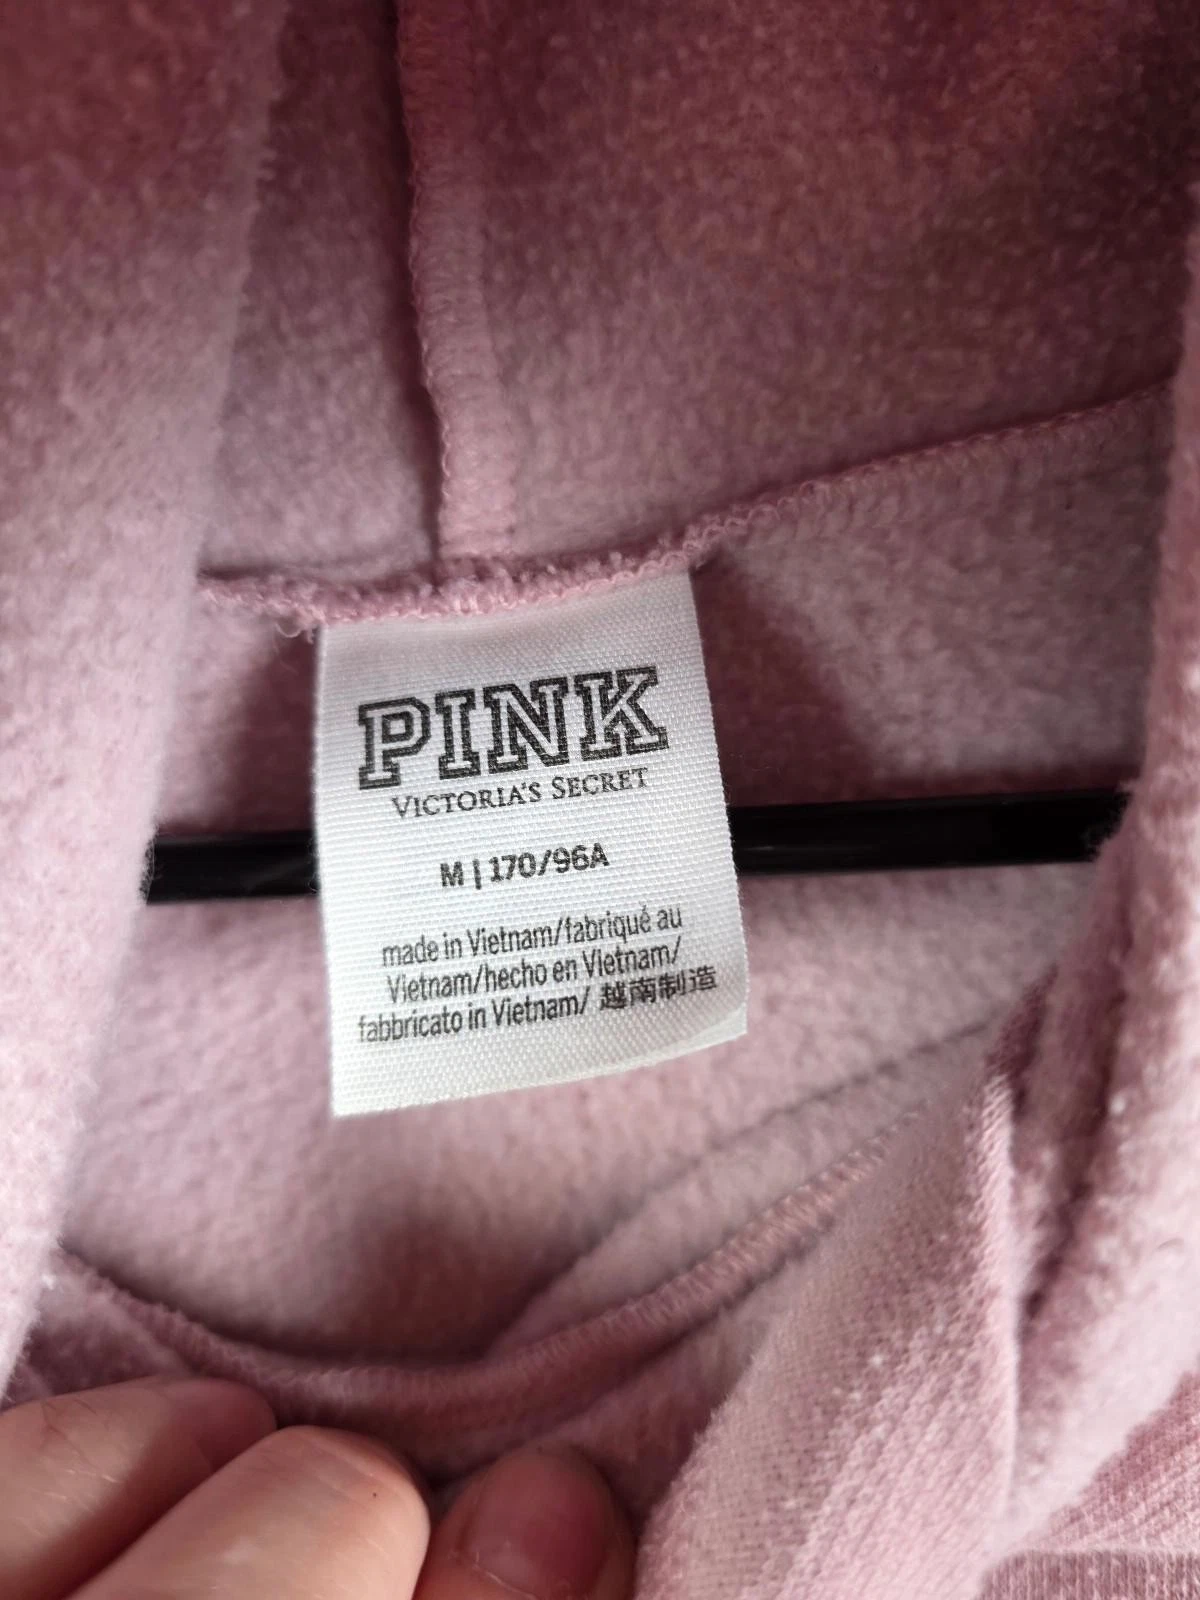 PINK
VICTORIA'S SECRET
M | 170/96A
made in Vietnam/fabriqué au
Vietnam/hecho en Vietnam/
fabbricato in Vietnam/ 越南制造